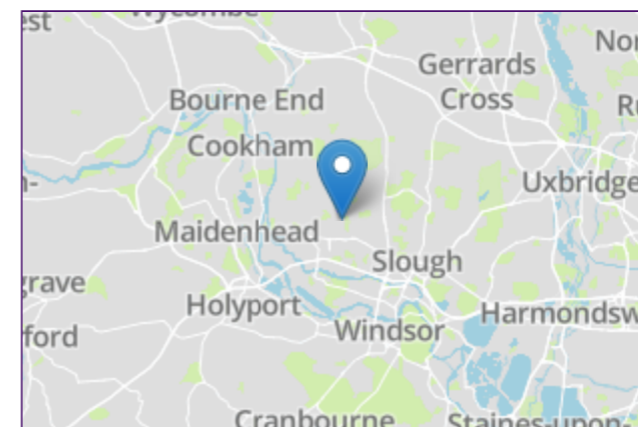 est
Wycombe
Nor
Gerrards
Cross
Bourne End
Ru
Cookham
n-
Uxbridge
Maidenhead
Slough
grave
Holyport
Harmondsw
ford
Windsor
Cranbourne
Staines-upon-